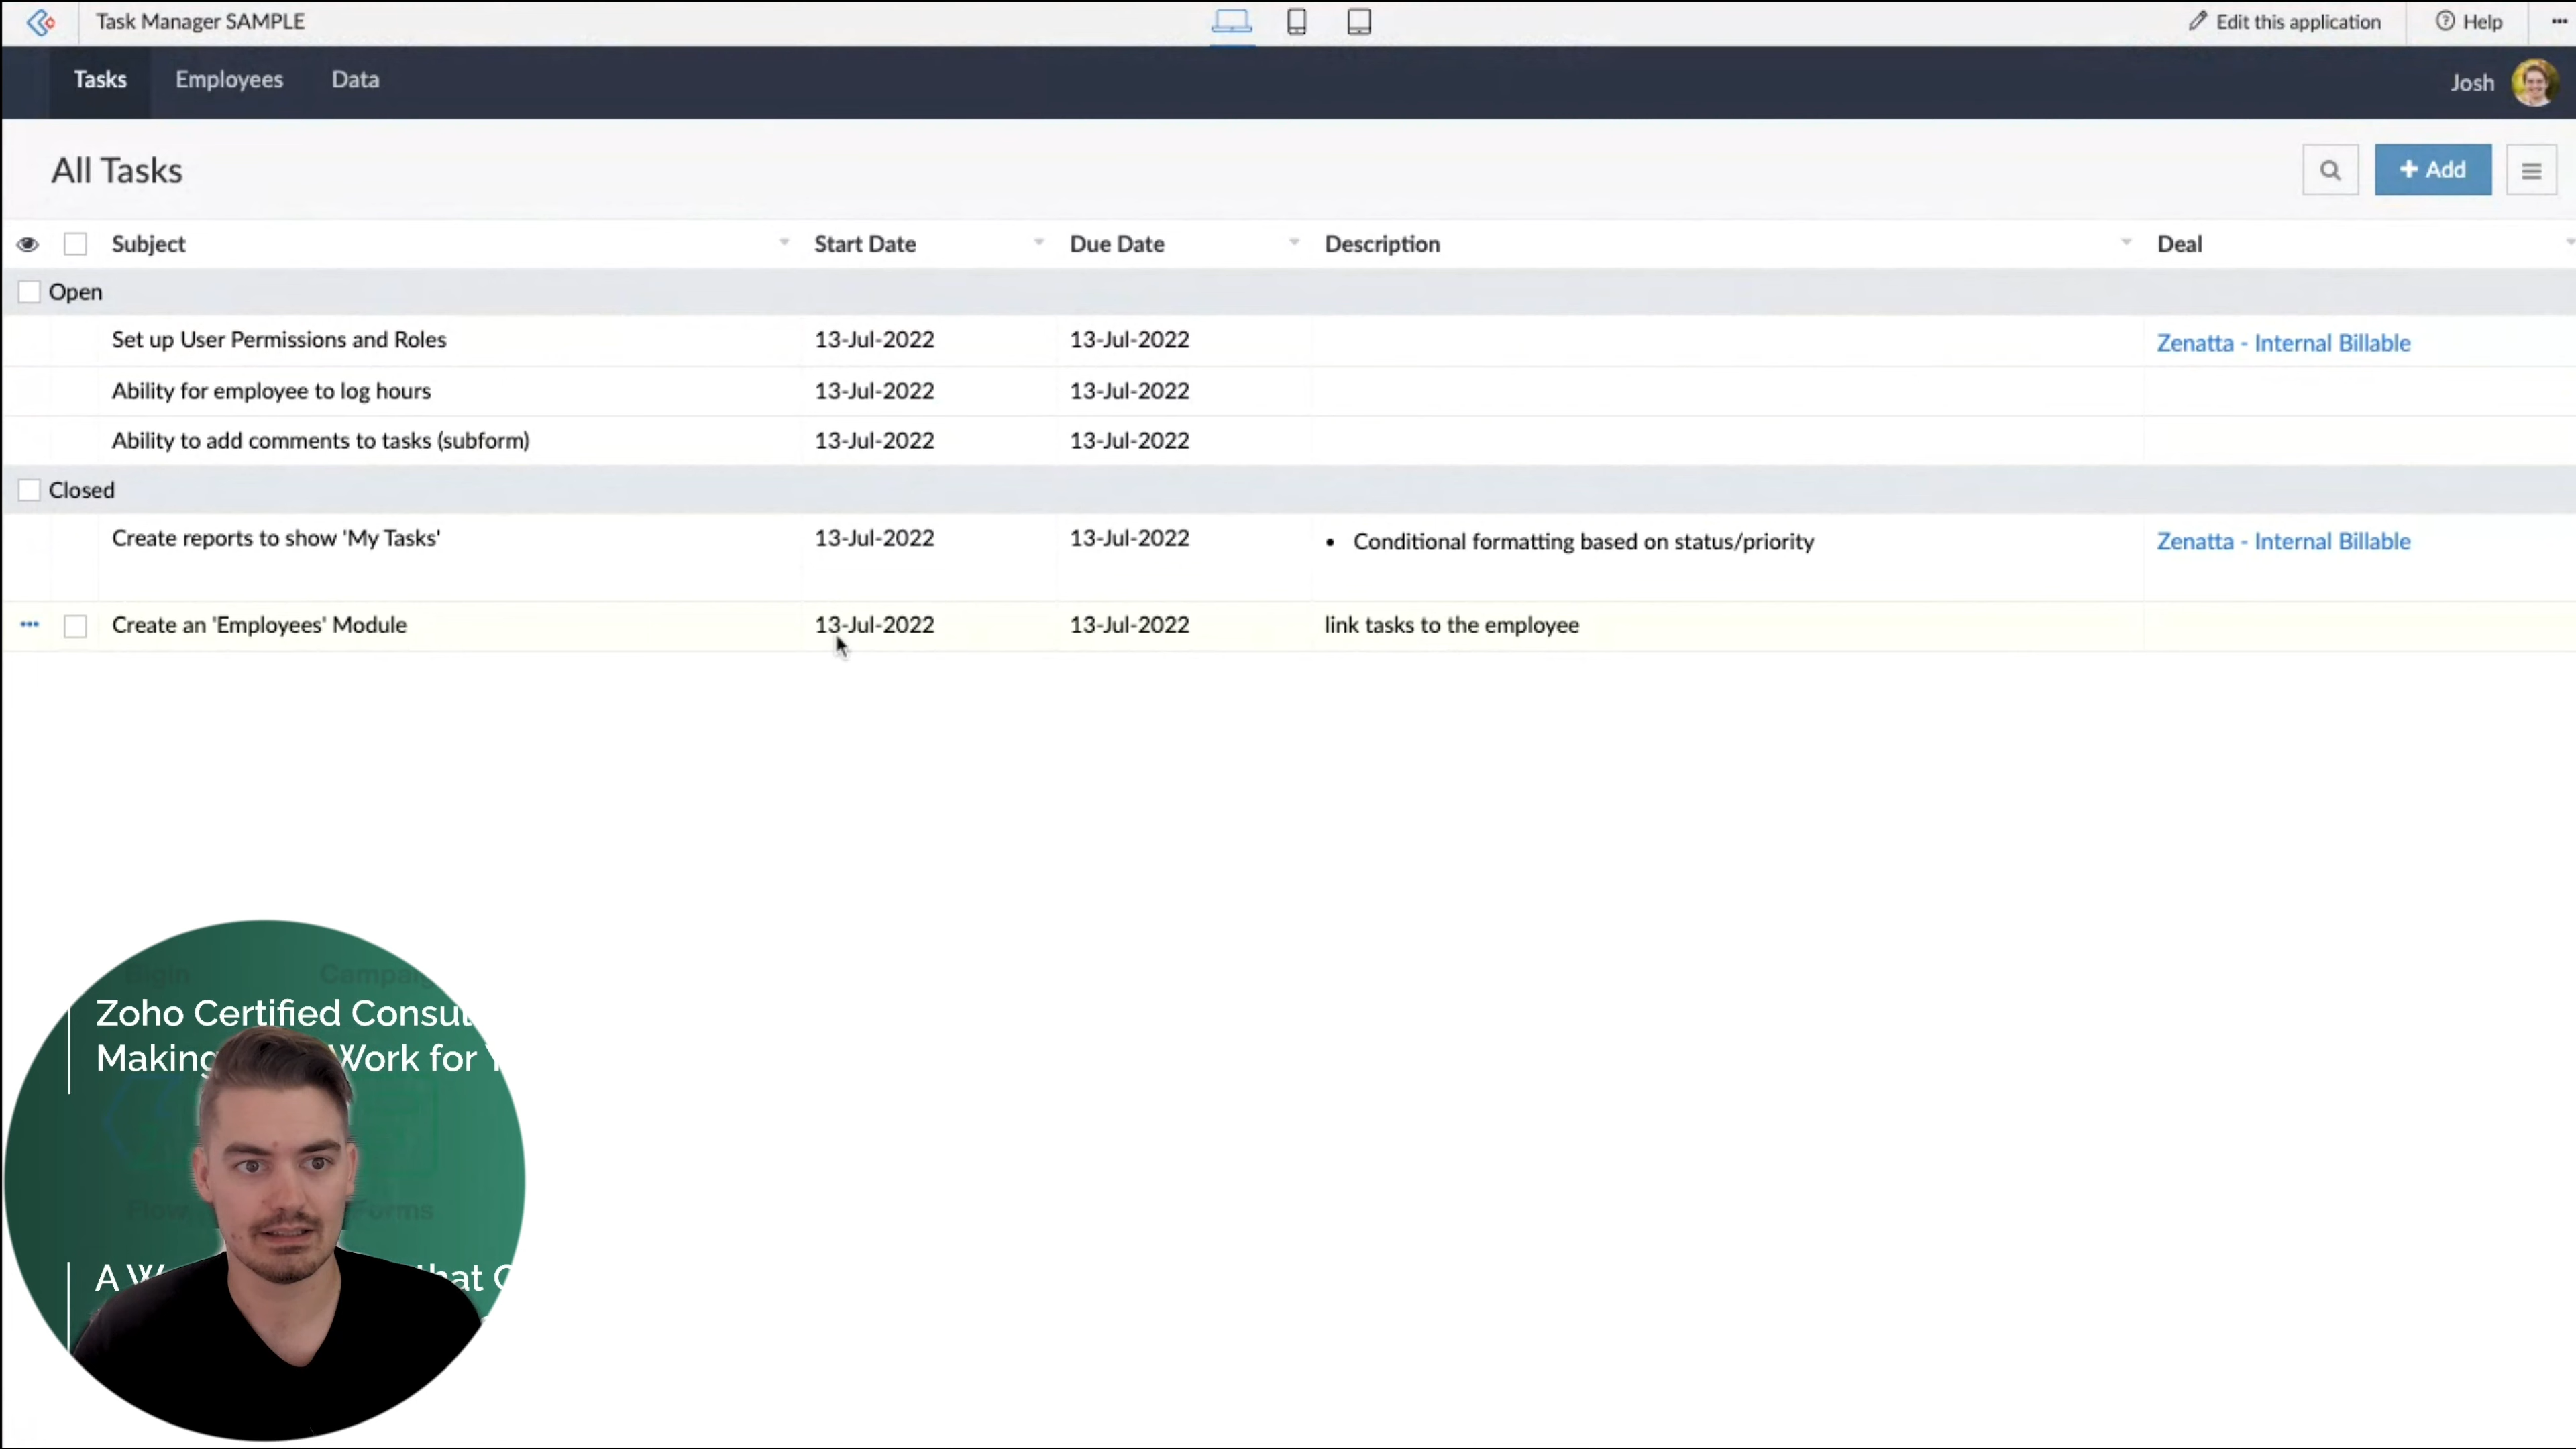 Task Manager SAMPLE
Edit this application
Help
Tasks
Employees
Data
Josh
All Tasks
+ Add
Subject
Start Date
Due Date
Description
Deal
Open
Set up User Permissions and Roles 13-Jul-2022 13-Jul-2022 Zenatta - Internal Billable
Ability for employee to log hours 13-Jul-2022 13-Jul-2022
Ability to add comments to tasks (subform) 13-Jul-2022 13-Jul-2022
Closed
Create reports to show 'My Tasks' 13-Jul-2022 13-Jul-2022 • Conditional formatting based on status/priority Zenatta - Internal Billable
Create an 'Employees' Module 13-Jul-2022 13-Jul-2022 link tasks to the employee
Zoho Certified Consul
Making Work for
Flow Forms
A